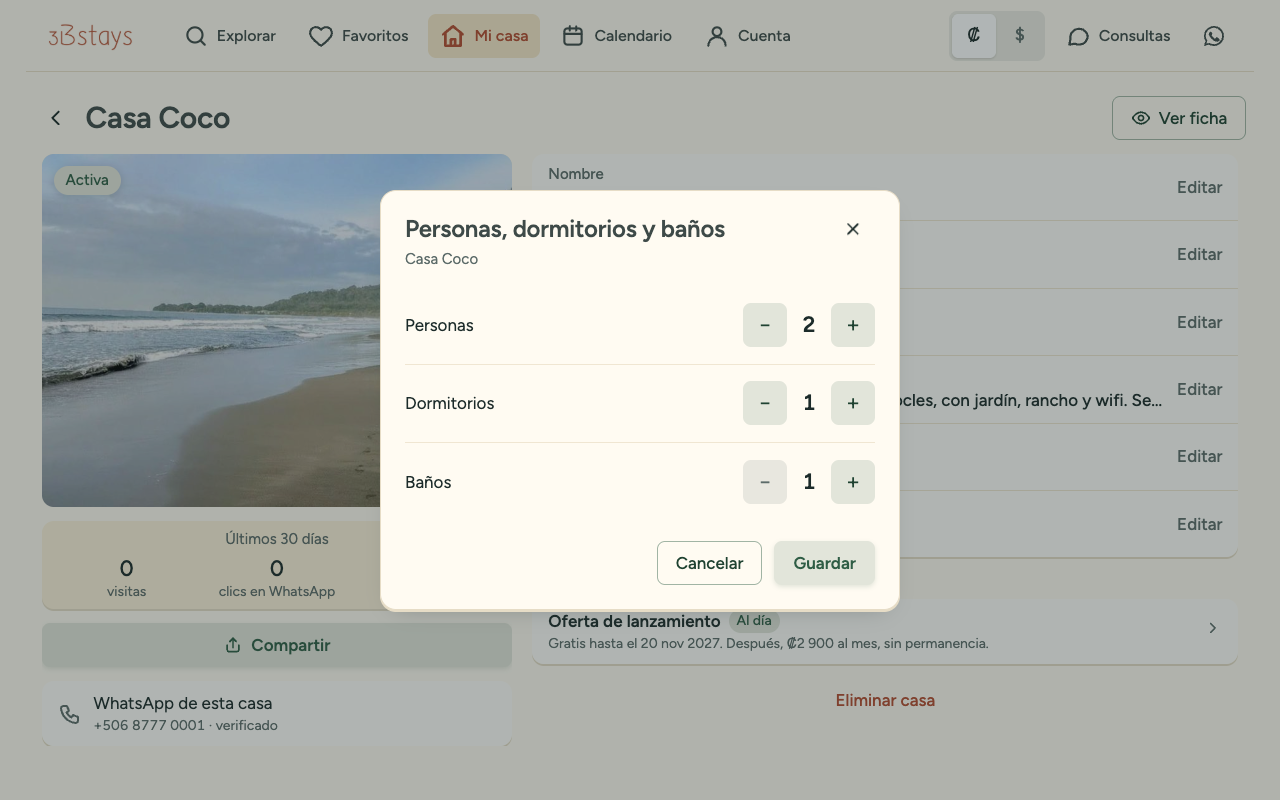 3Bstays
Explorar
Favoritos
Mi casa
Calendario
Cuenta
₡
$
Consultas
Casa Coco
Ver ficha
Activa
Nombre
Editar
Editar
Editar
con jardín, rancho y wifi. Se...
Editar
Editar
Editar
Personas, dormitorios y baños
Casa Coco
Personas
− 2 +
Dormitorios
− 1 +
Baños
− 1 +
Cancelar
Guardar
Últimos 30 días
0
visitas
0
clics en WhatsApp
Compartir
WhatsApp de esta casa
+506 8777 0001 · verificado
Oferta de lanzamiento
Al día
Gratis hasta el 20 nov 2027. Después, ₡2 900 al mes, sin permanencia.
Eliminar casa